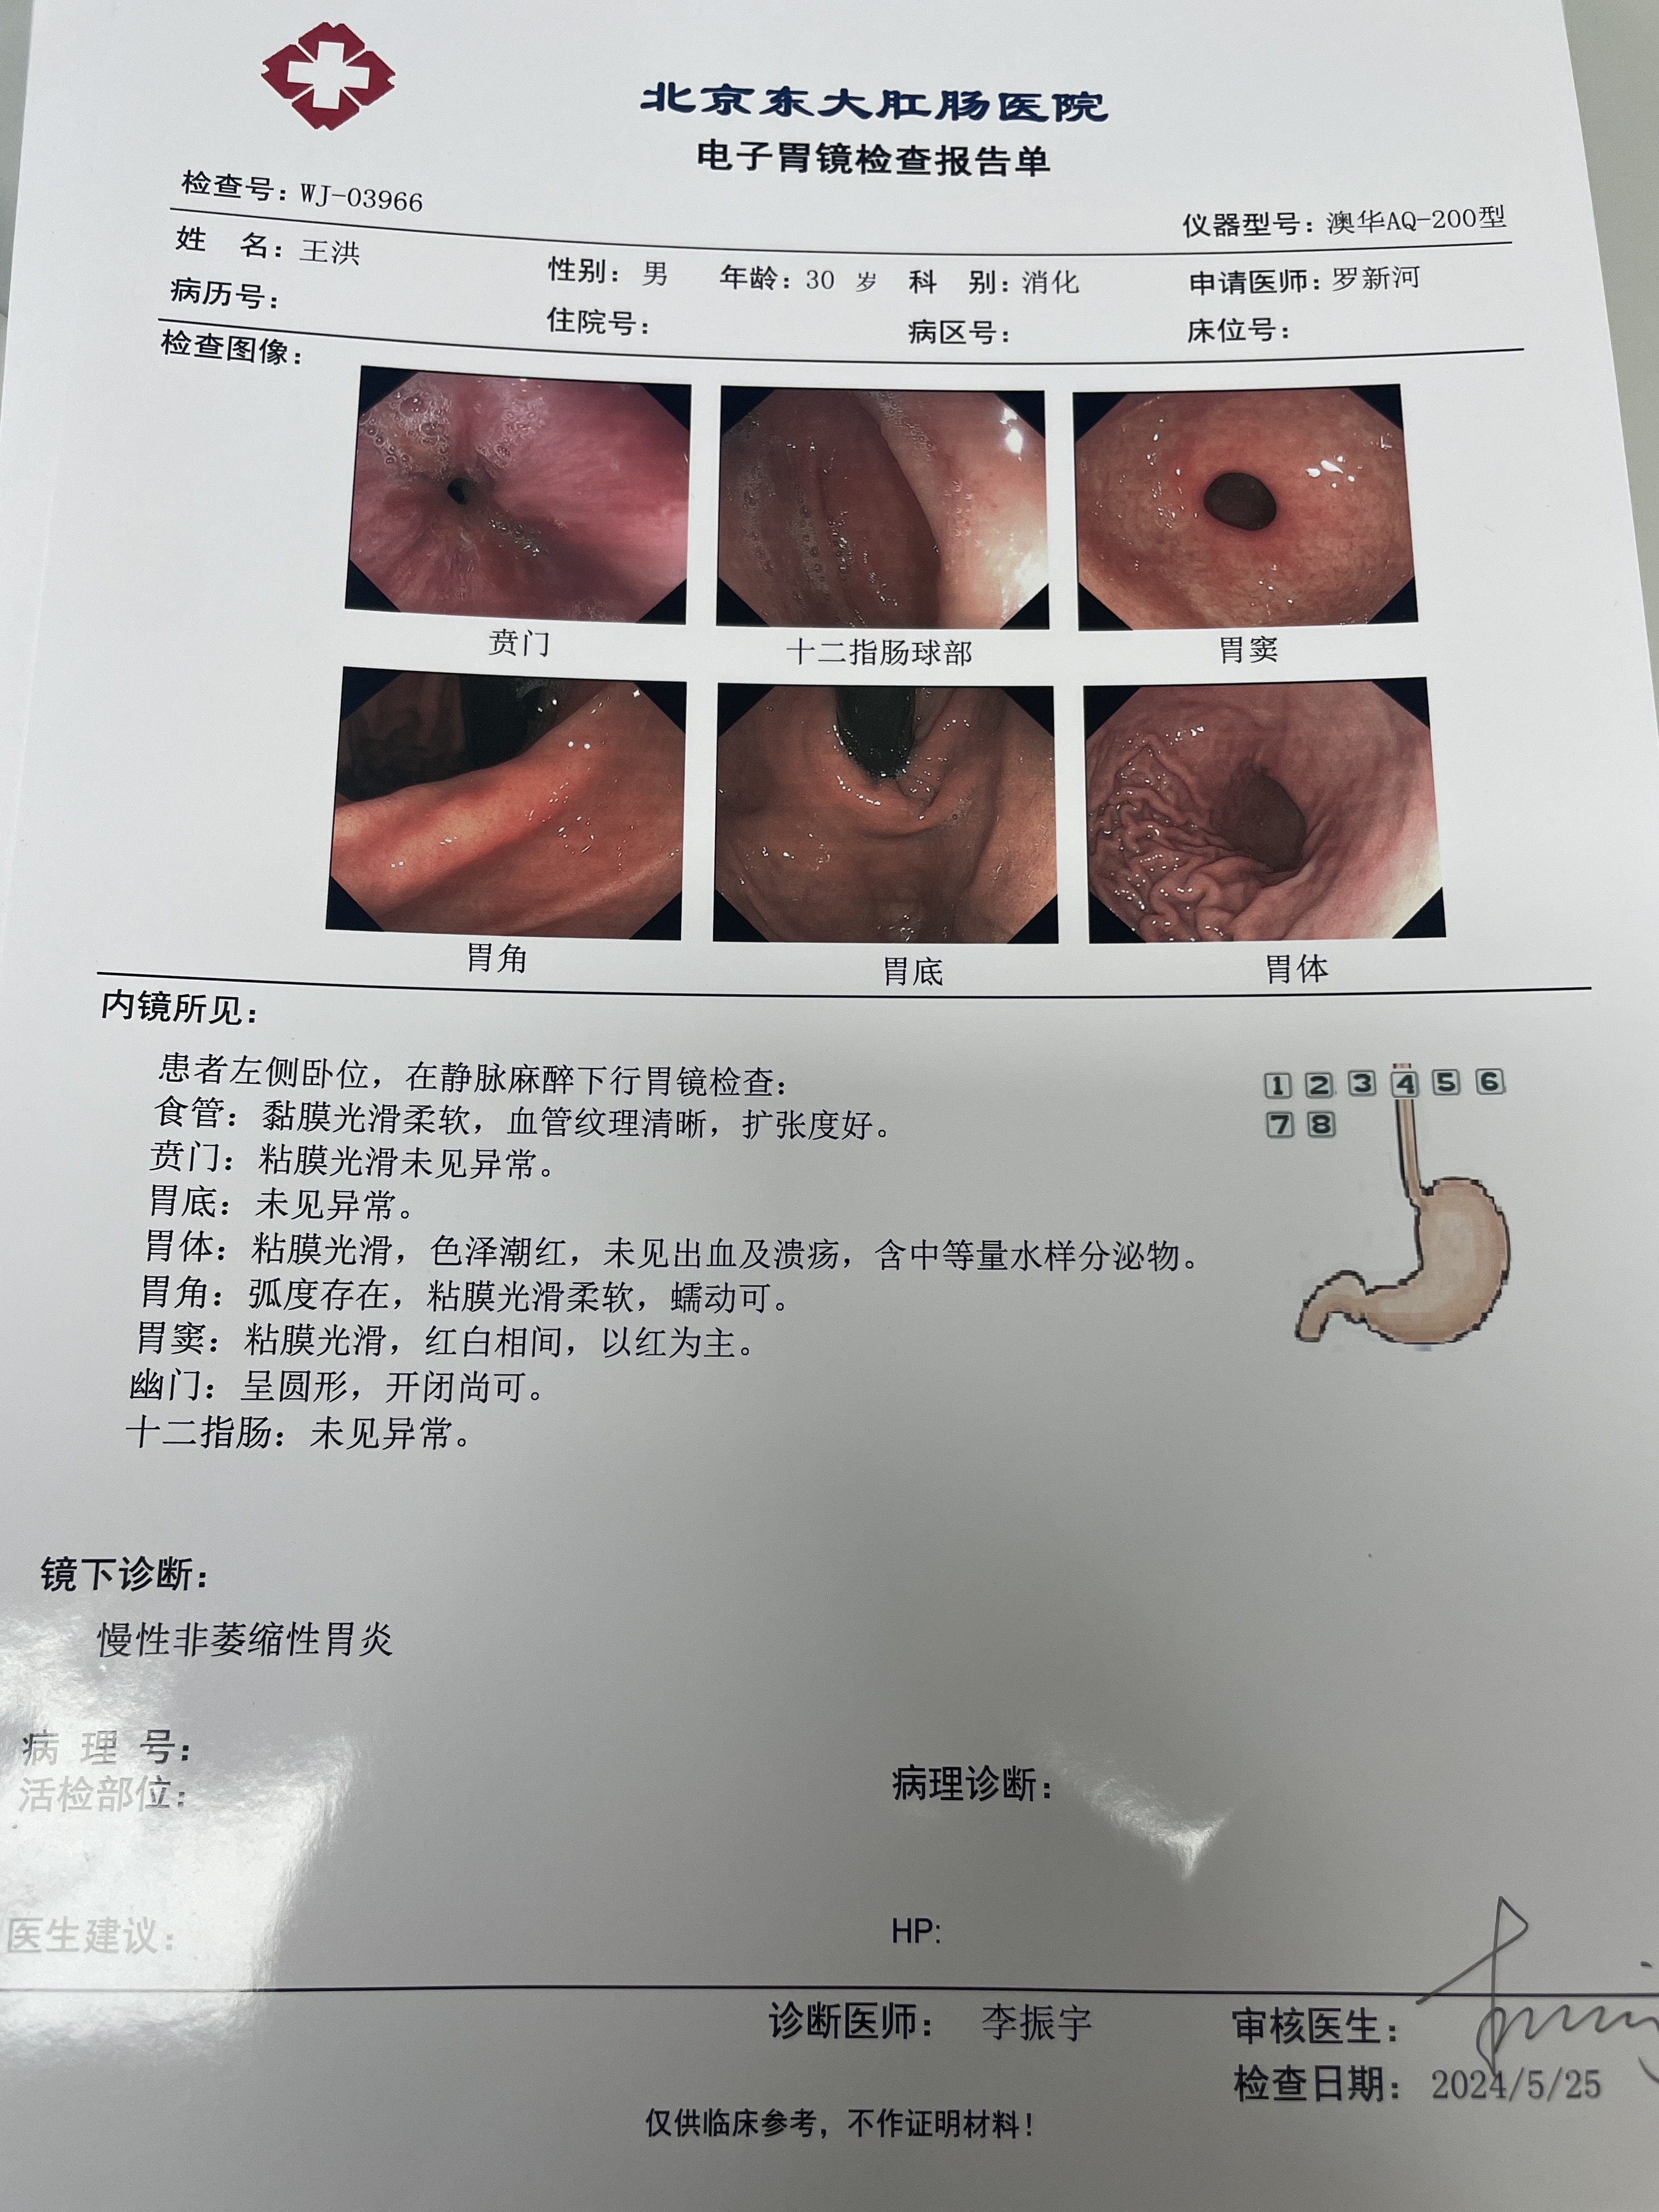 北京东大肛肠医院
电子胃镜检查报告单
检查号：WJ-03966
仪器型号：澳华AQ-200型
姓 名：王洪 性别：男 年龄：30 岁 科 别：消化 申请医师：罗新河
病历号： 住院号： 病区号： 床位号：
检查图像：
贲门 十二指肠球部 胃窦
胃角 胃底 胃体
内镜所见：
患者左侧卧位，在静脉麻醉下行胃镜检查：
食管：黏膜光滑柔软，血管纹理清晰，扩张度好。
贲门：粘膜光滑未见异常。
胃底：未见异常。
胃体：粘膜光滑，色泽潮红，未见出血及溃疡，含中等量水样分泌物。
胃角：弧度存在，粘膜光滑柔软，蠕动可。
胃窦：粘膜光滑，红白相间，以红为主。
幽门：呈圆形，开闭尚可。
十二指肠：未见异常。
1 2 3 4 5 6
7 8
镜下诊断：
慢性非萎缩性胃炎
病 理 号：
活检部位：
病理诊断：
医生建议：
HP:
诊断医师： 李振宇 审核医生：
检查日期： 2024/5/25
仅供临床参考，不作证明材料！